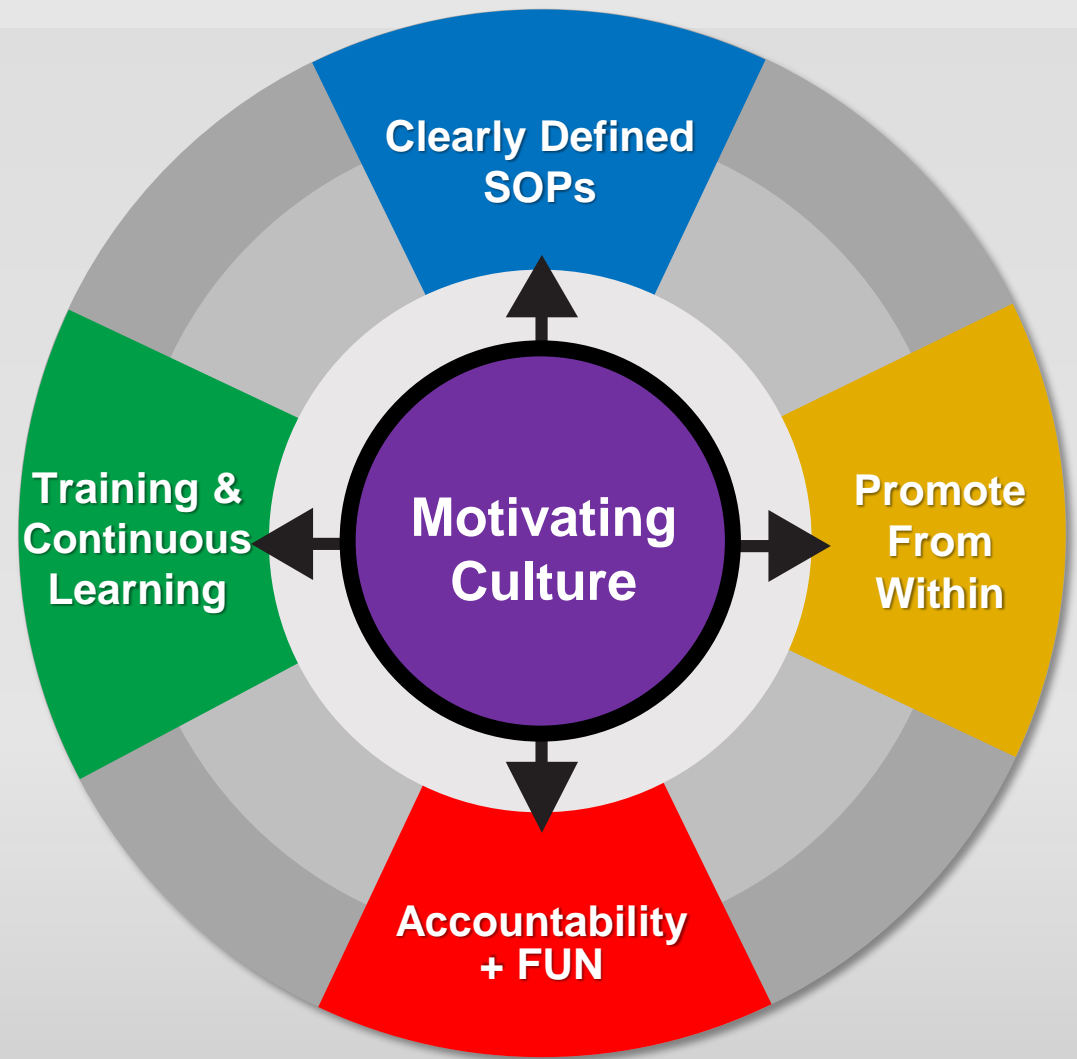 Clearly Defined
SOPs
Training &
Continuous
Learning
Motivating
Culture
Promote
From
Within
Accountability
+ FUN